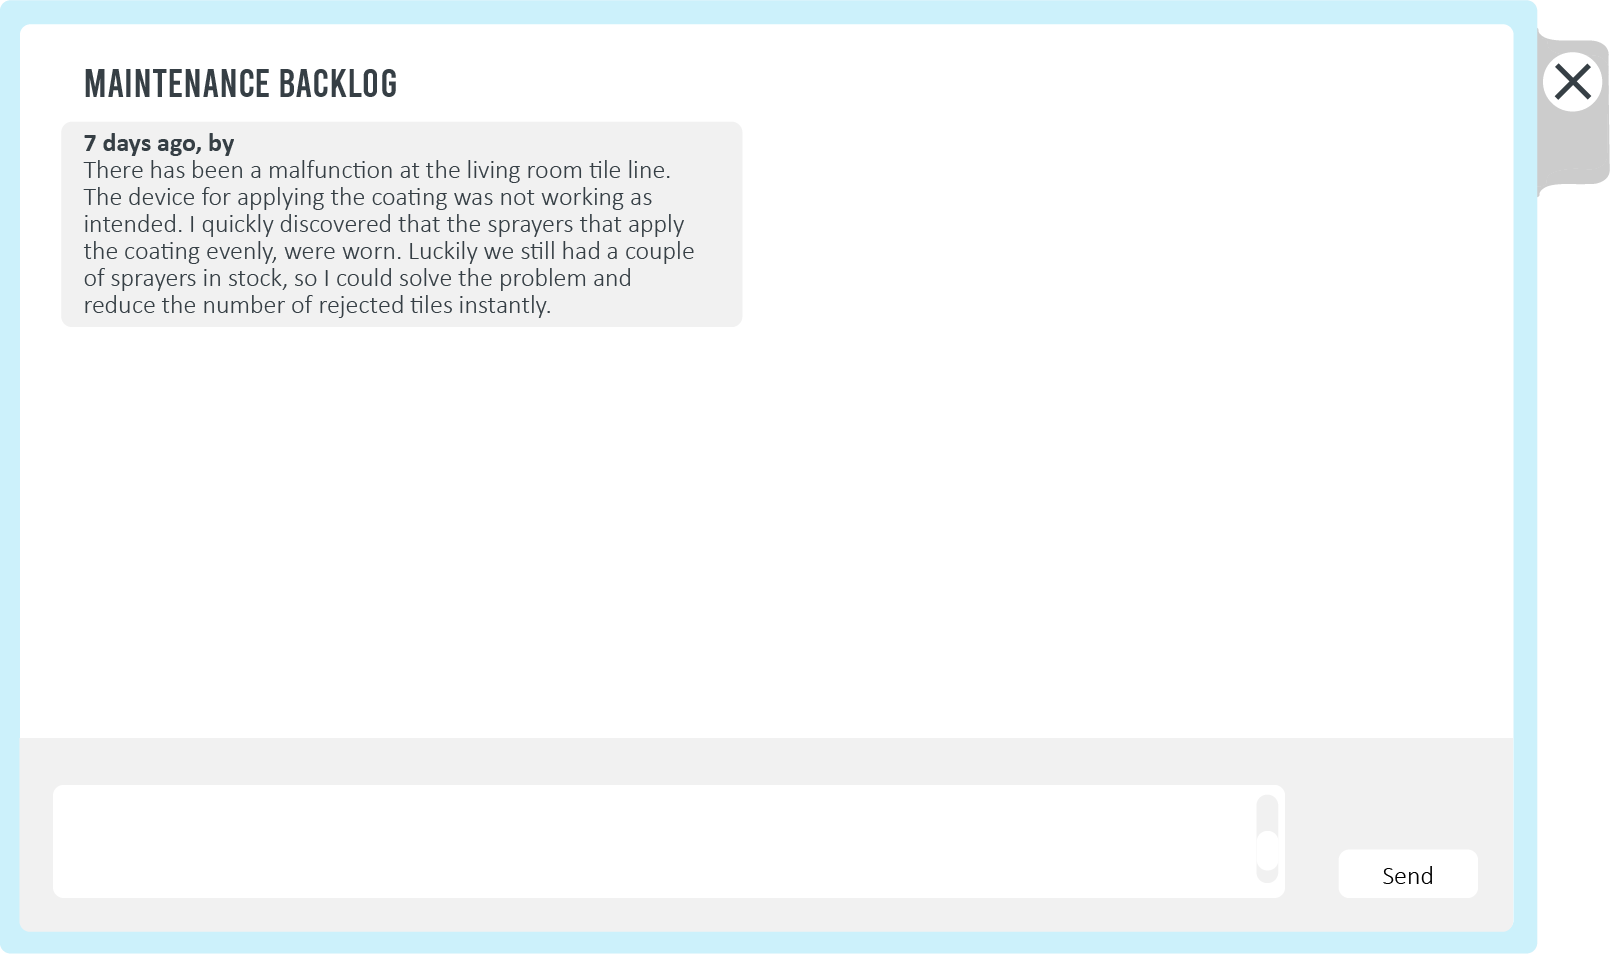 MAINTENANCE BACKLOG
7 days ago, by
There has been a malfunction at the living room tile line.
The device for applying the coating was not working as
intended. I quickly discovered that the sprayers that apply
the coating evenly, were worn. Luckily we still had a couple
of sprayers in stock, so I could solve the problem and
reduce the number of rejected tiles instantly.
Send